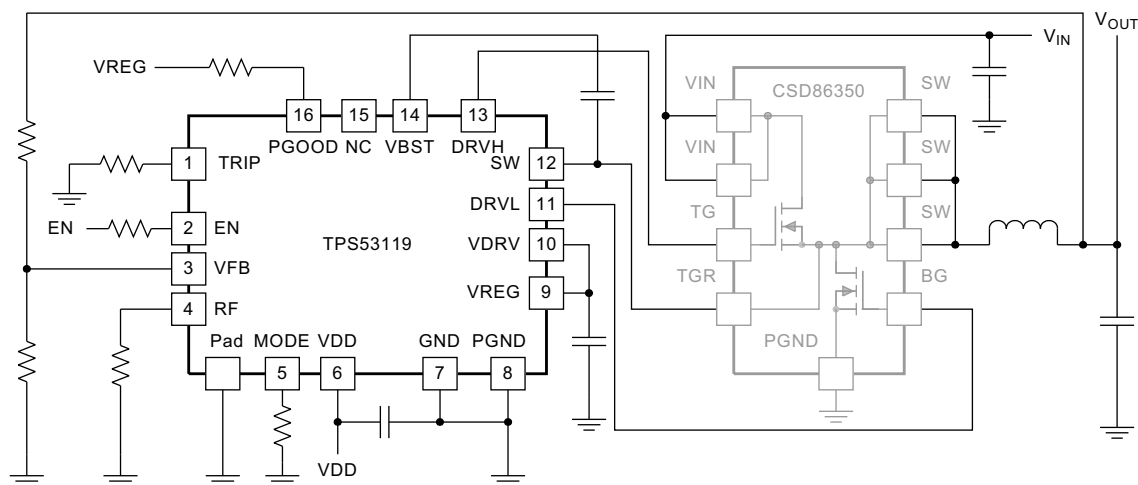 VOUT
VREG
VIN
VIN
CSD86350
SW
16
15
14
13
PGOOD
NC
VBST
DRVH
1
TRIP
SW
12
VIN
SW
DRVL
11
EN
2
EN
TPS53119
VDRV
10
TG
SW
3
VFB
VREG
9
TGR
BG
4
RF
Pad
MODE
VDD
GND
PGND
PGND
5
6
7
8
VDD